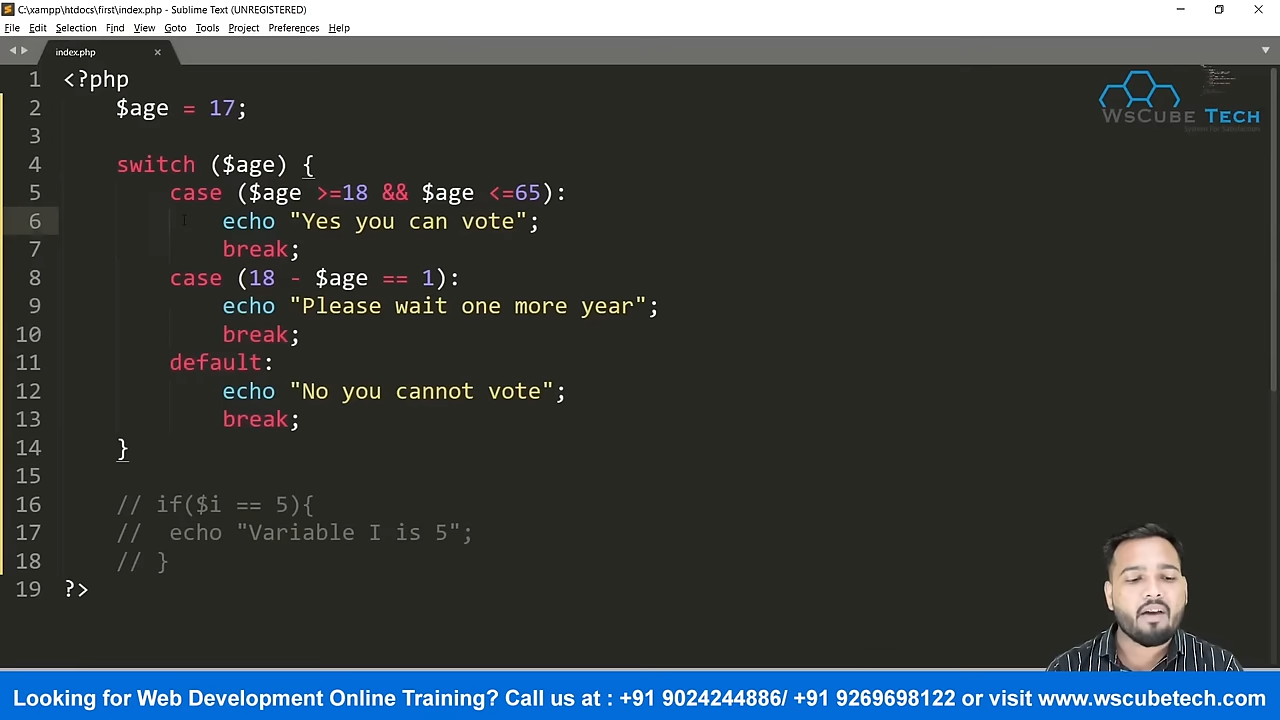 C:\xampp\htdocs\first\index.php - Sublime Text (UNREGISTERED)
File Edit Selection Find View Goto Tools Project Preferences Help
index.php
1 <?php
2 $age = 17;
3
4 switch ($age) {
5 case ($age >=18 && $age <=65):
6 echo "Yes you can vote";
7 break;
8 case (18 - $age == 1):
9 echo "Please wait one more year";
10 break;
11 default:
12 echo "No you cannot vote";
13 break;
14 }
15
16 // if($i == 5){
17 // echo "Variable I is 5";
18 // }
19 ?>
WsCube Tech
Looking for Web Development Online Training? Call us at : +91 9024244886/ +91 9269698122 or visit www.wscubetech.com